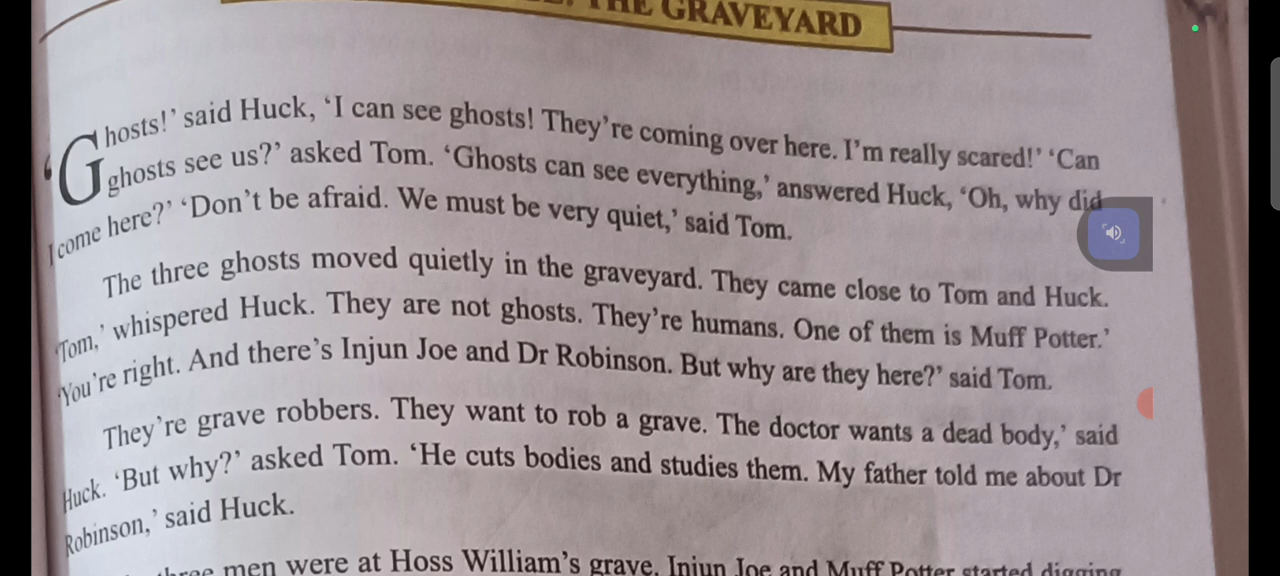 THE GRAVEYARD
‘Ghosts!’ said Huck, ‘I can see ghosts! They’re coming over here. I’m really scared!’ ‘Can
ghosts see us?’ asked Tom. ‘Ghosts can see everything,’ answered Huck, ‘Oh, why did
I come here?’ ‘Don’t be afraid. We must be very quiet,’ said Tom.
The three ghosts moved quietly in the graveyard. They came close to Tom and Huck.
‘Tom,’ whispered Huck. They are not ghosts. They’re humans. One of them is Muff Potter.’
‘You’re right. And there’s Injun Joe and Dr Robinson. But why are they here?’ said Tom.
They’re grave robbers. They want to rob a grave. The doctor wants a dead body,’ said
Huck. ‘But why?’ asked Tom. ‘He cuts bodies and studies them. My father told me about Dr
Robinson,’ said Huck.
three men were at Hoss William’s grave. Injun Joe and Muff Potter started digging